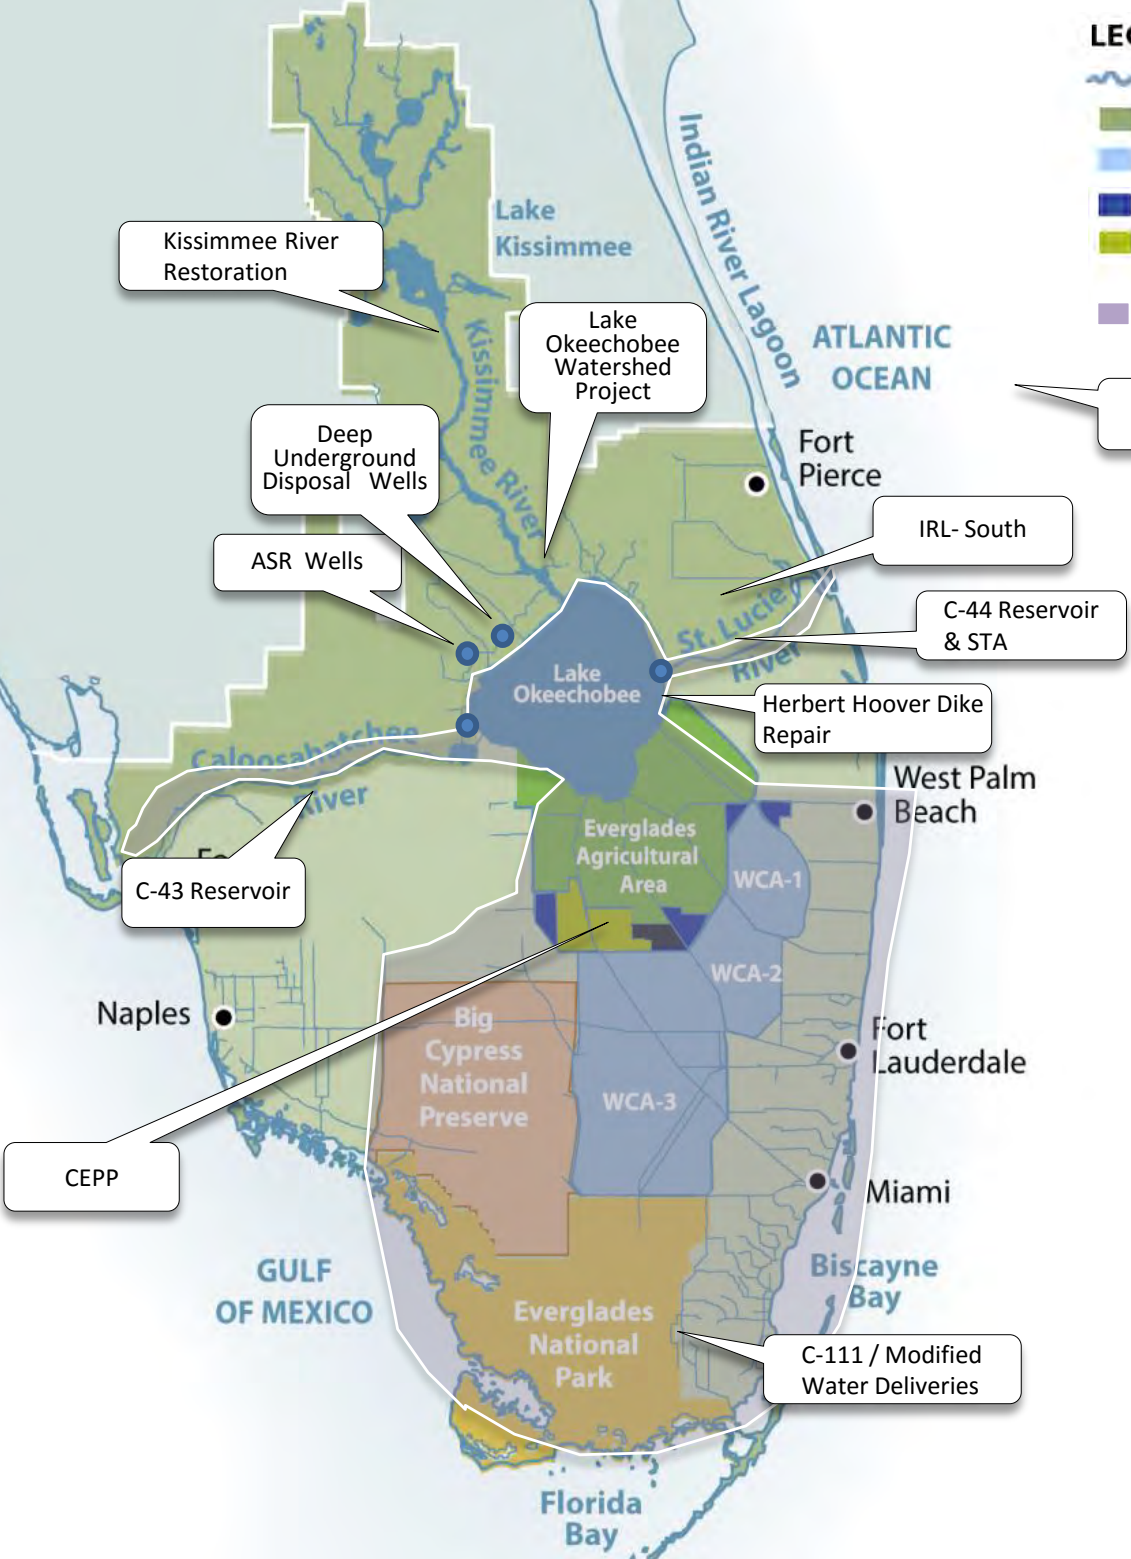 LE
Indian River Lagoon
Lake
Kissimmee
Kissimmee River
Restoration
Lake
Okeechobee
Watershed
Project
ATLANTIC
OCEAN
Kissimmee River
Deep
Underground
Disposal Wells
Fort
Pierce
IRL- South
ASR Wells
C-44 Reservoir
& STA
St. Lucie
River
Lake
Okeechobee
Herbert Hoover Dike
Repair
Caloosahatchee
River
West Palm
Beach
Everglades
Agricultural
Area
WCA-1
Fo
C-43 Reservoir
WCA-2
Naples
Big
Cypress
National
Preserve
Fort
Lauderdale
WCA-3
CEPP
Miami
GULF
OF MEXICO
Biscayne
Bay
Everglades
National
Park
C-111 / Modified
Water Deliveries
Florida
Bay